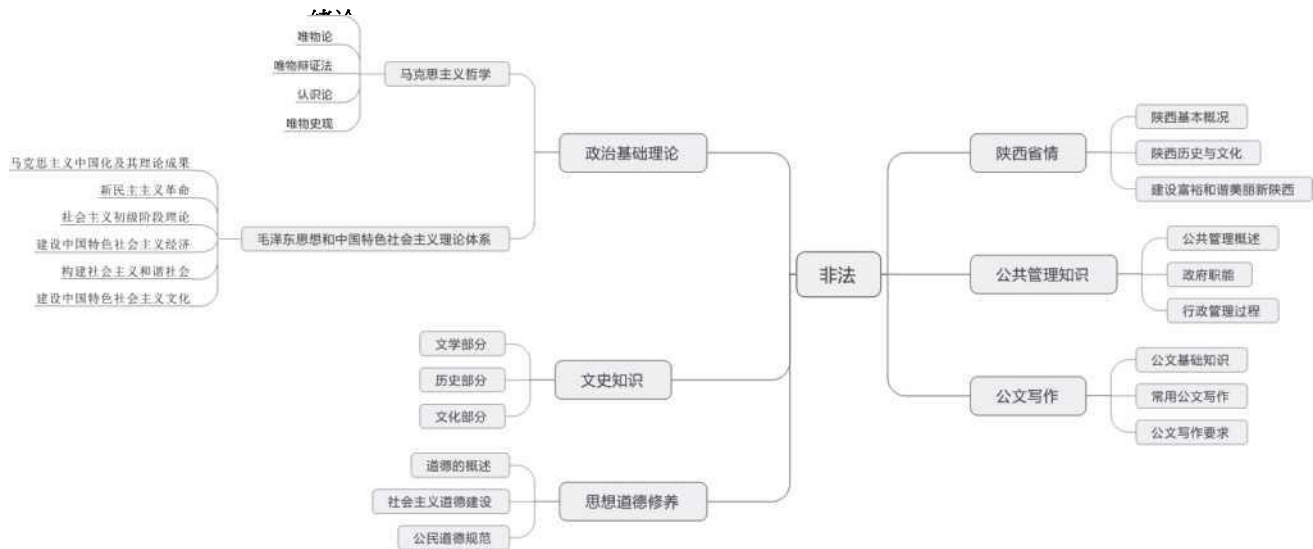 绪论
唯物论
唯物辩证法
认识论
唯物史观
马克思主义哲学
政治基础理论
马克思主义中国化及其理论成果
新民主主义革命
社会主义初级阶段理论
建设中国特色社会主义经济
构建社会主义和谐社会
建设中国特色社会主义文化
毛泽东思想和中国特色社会主义理论体系
文学部分
历史部分
文化部分
文史知识
道德的概述
社会主义道德建设
公民道德规范
思想道德修养
非法
陕西省情
陕西基本概况
陕西历史与文化
建设富裕和谐美丽新陕西
公共管理知识
公共管理概述
政府职能
行政管理过程
公文写作
公文基础知识
常用公文写作
公文写作要求